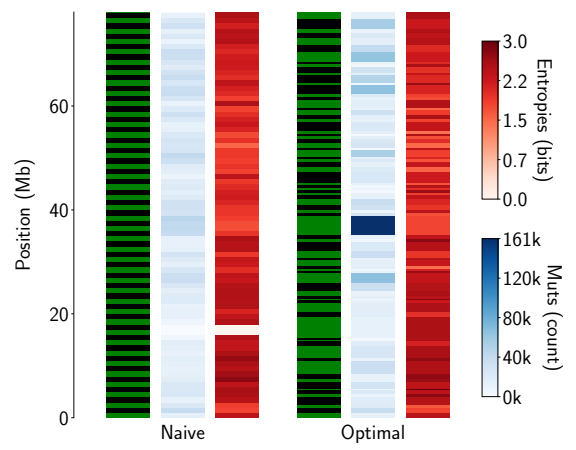 Position (Mb)
60
40
20
0
Naive
Optimal
3.0
2.2
1.5
0.7
0.0
Entropies (bits)
161k
120k
80k
40k
0k
Muts (count)